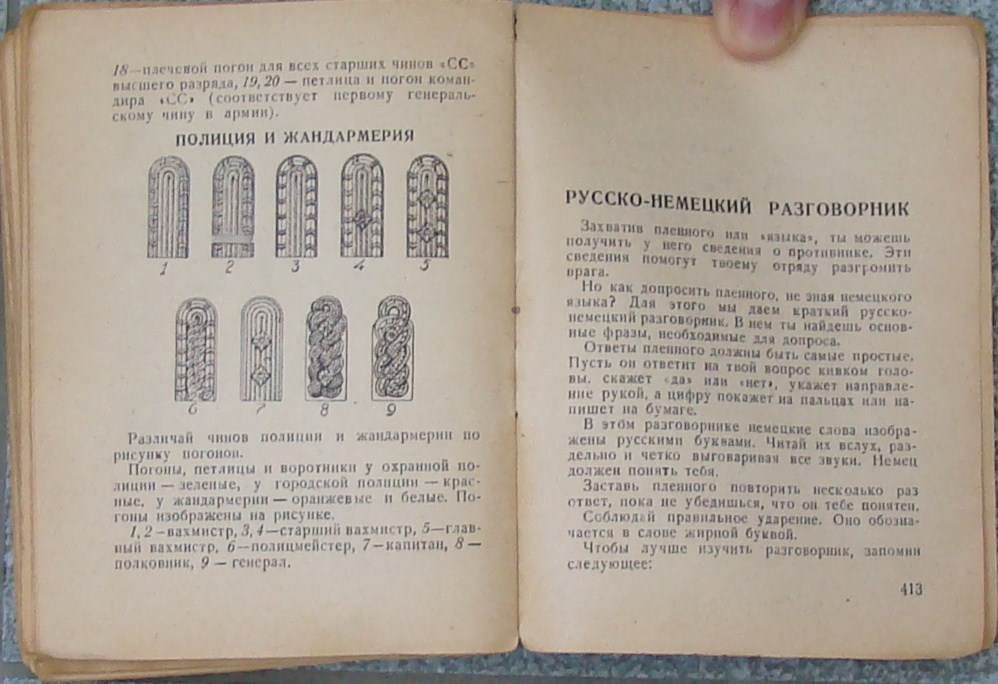 18—плечевой погон для всех старших чинов «СС»
высшего разряда, 19, 20 — петлица и погон коман-
дира «СС» (соответствует первому генераль-
скому чину в армии).
ПОЛИЦИЯ И ЖАНДАРМЕРИЯ
1 2 3 4 5
6 7 8 9
Различай чинов полиции и жандармерии по
рисунку погонов.
Погоны, петлицы и воротники у охранной по-
лиции — зеленые, у городской полиции — крас-
ные, у жандармерии — оранжевые и белые. По-
гоны изображены на рисунке.
1, 2 — вахмистр, 3, 4—старший вахмистр, 5—глав-
ный вахмистр, 6—полицмейстер, 7—капитан, 8 —
полковник, 9 — генерал.
РУССКО-НЕМЕЦКИЙ РАЗГОВОРНИК
Захватив пленного или «языка», ты можешь
получить у него сведения о противнике. Эти
сведения помогут твоему отряду разгромить
врага.
Но как допросить пленного, не зная немецкого
языка? Для этого мы даем краткий русско-
немецкий разговорник. В нем ты найдешь основ-
ные фразы, необходимые для допроса.
Ответы пленного должны быть самые простые.
Пусть он ответит на твой вопрос кивком голо-
вы, скажет «да» или «нет», укажет направле-
ние рукой, а цифру покажет на пальцах или на-
пишет на бумаге.
В этом разговорнике немецкие слова изобра-
жены русскими буквами. Читай их вслух, раз-
дельно и четко выговаривая все звуки. Немец
должен понять тебя.
Заставь пленного повторить несколько раз
ответ, пока не убедишься, что он тебе понятен.
Соблюдай правильное ударение. Оно обозна-
чается в слове жирной буквой.
Чтобы лучше изучить разговорник, запомни
следующее:
413